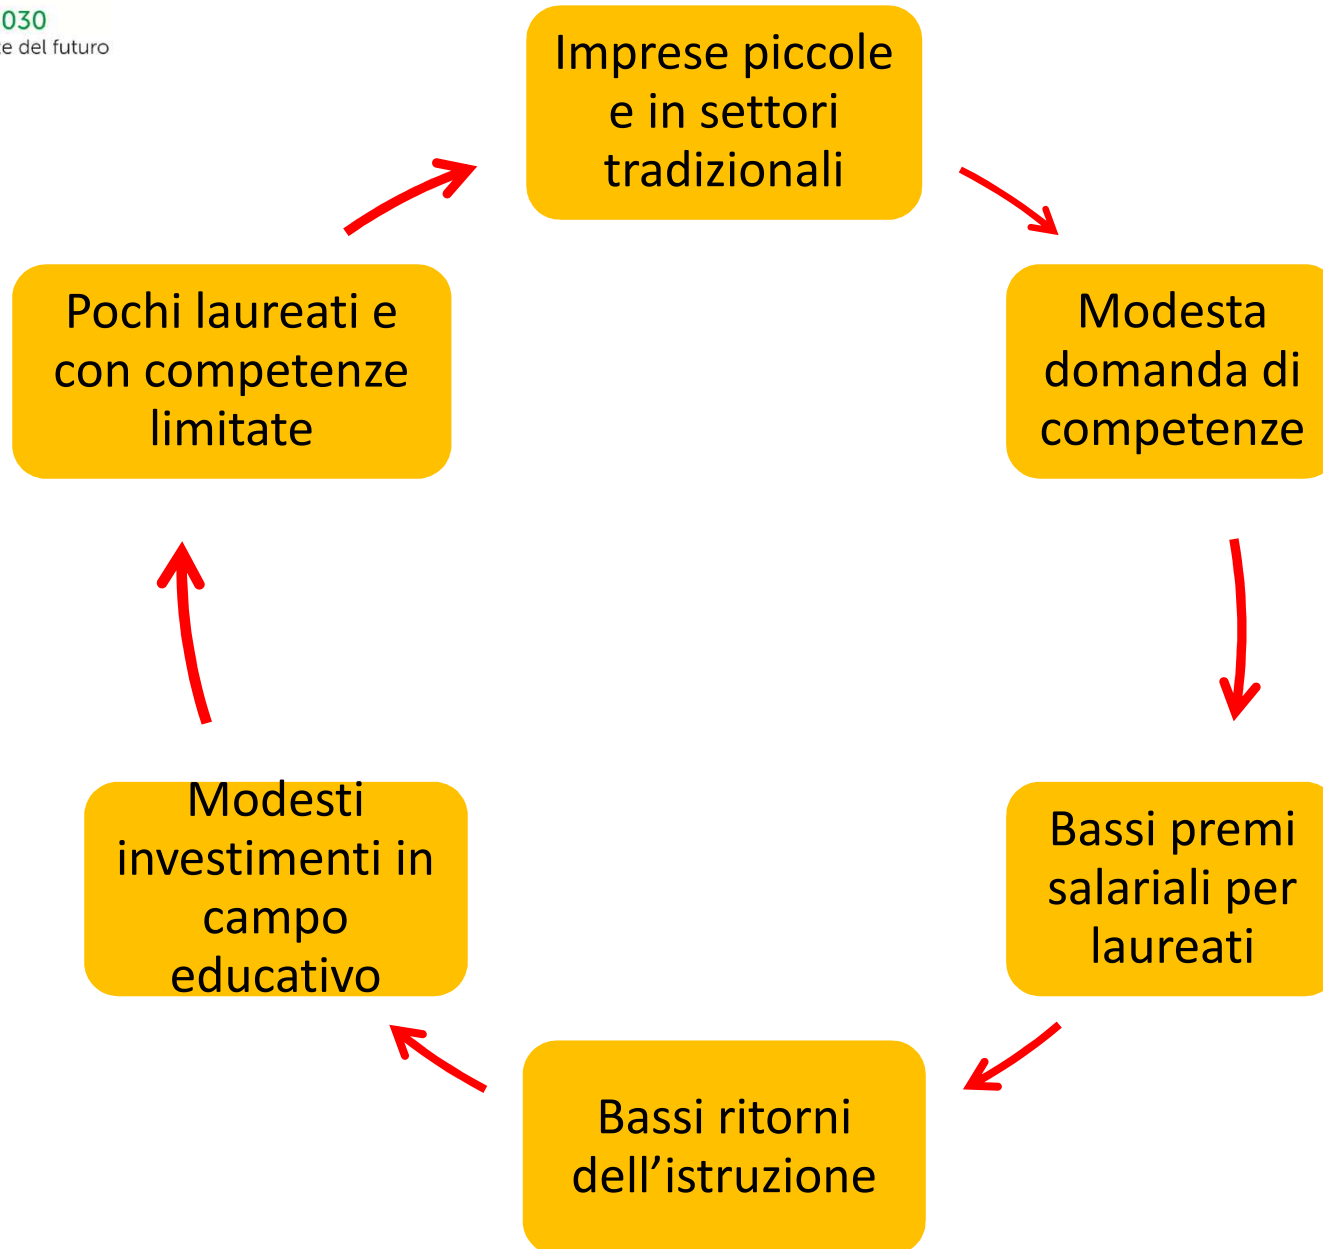 030
e del futuro
Imprese piccole
e in settori
tradizionali
Modesta
domanda di
competenze
Bassi premi
salariali per
laureati
Bassi ritorni
dell’istruzione
Modesti
investimenti in
campo
educativo
Pochi laureati e
con competenze
limitate